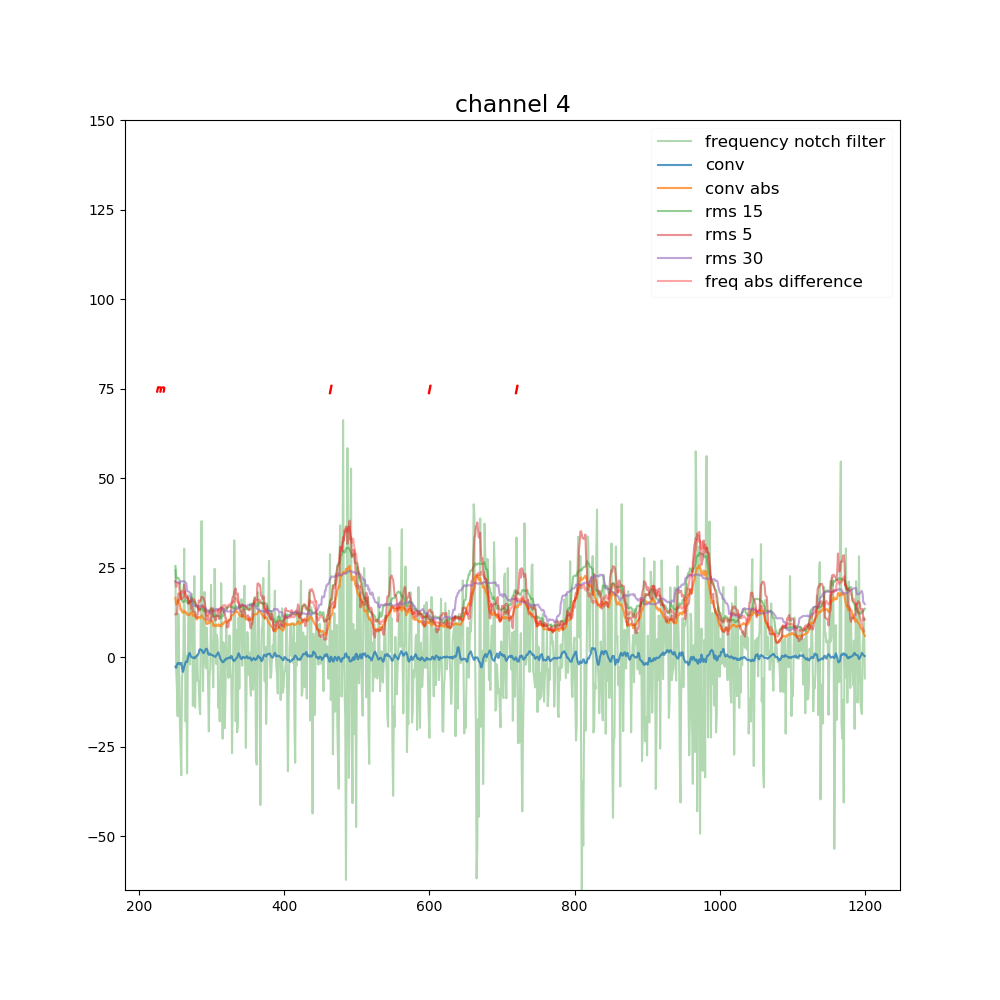 channel 4
150
125
100
75
50
25
0
−25
−50
200 400 600 800 1000 1200
frequency notch filter
conv
conv abs
rms 15
rms 5
rms 30
freq abs difference
m l l l